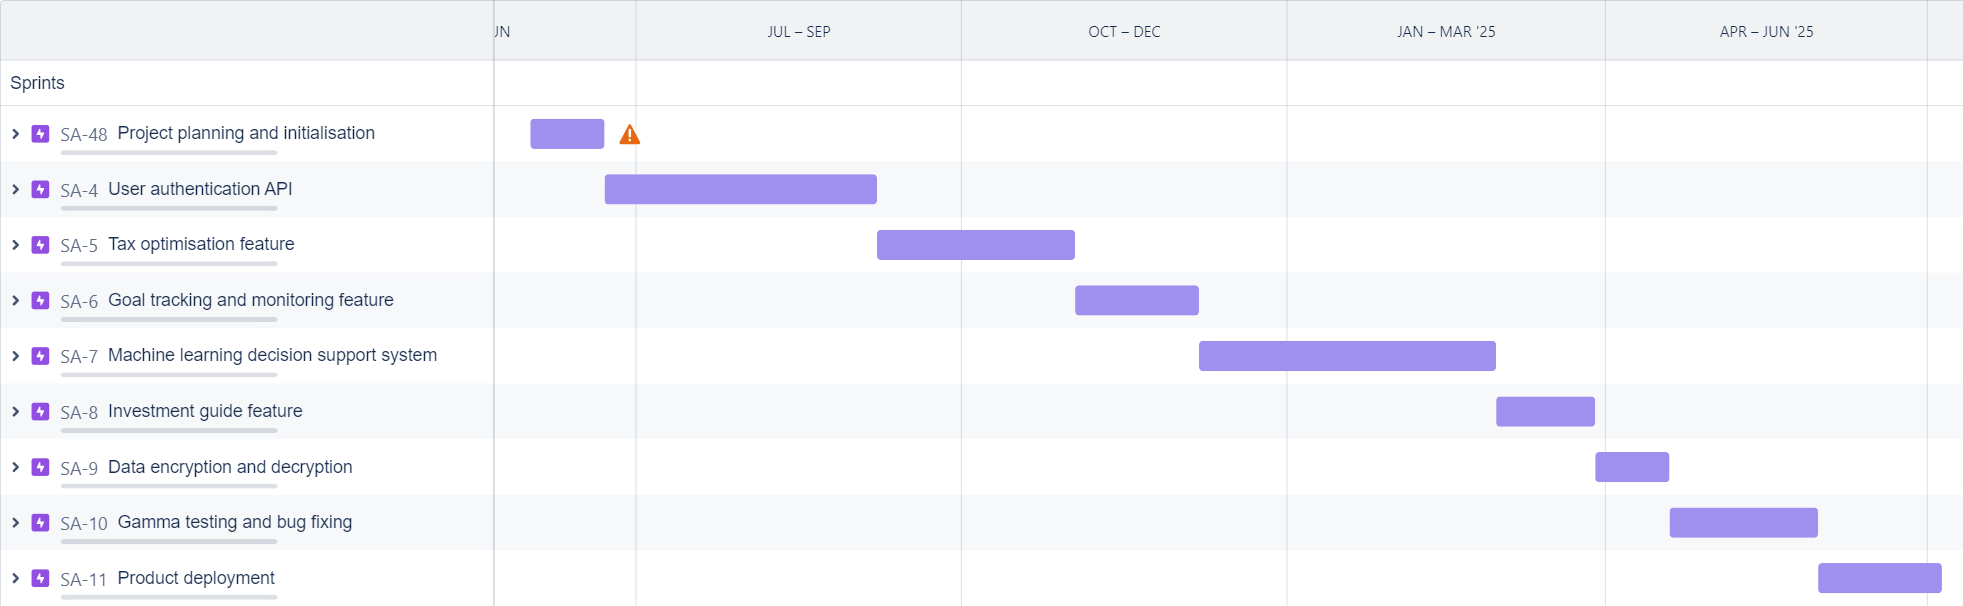 UN
JUL – SEP
OCT – DEC
JAN – MAR '25
APR – JUN '25
Sprints
SA-48 Project planning and initialisation
SA-4 User authentication API
SA-5 Tax optimisation feature
SA-6 Goal tracking and monitoring feature
SA-7 Machine learning decision support system
SA-8 Investment guide feature
SA-9 Data encryption and decryption
SA-10 Gamma testing and bug fixing
SA-11 Product deployment